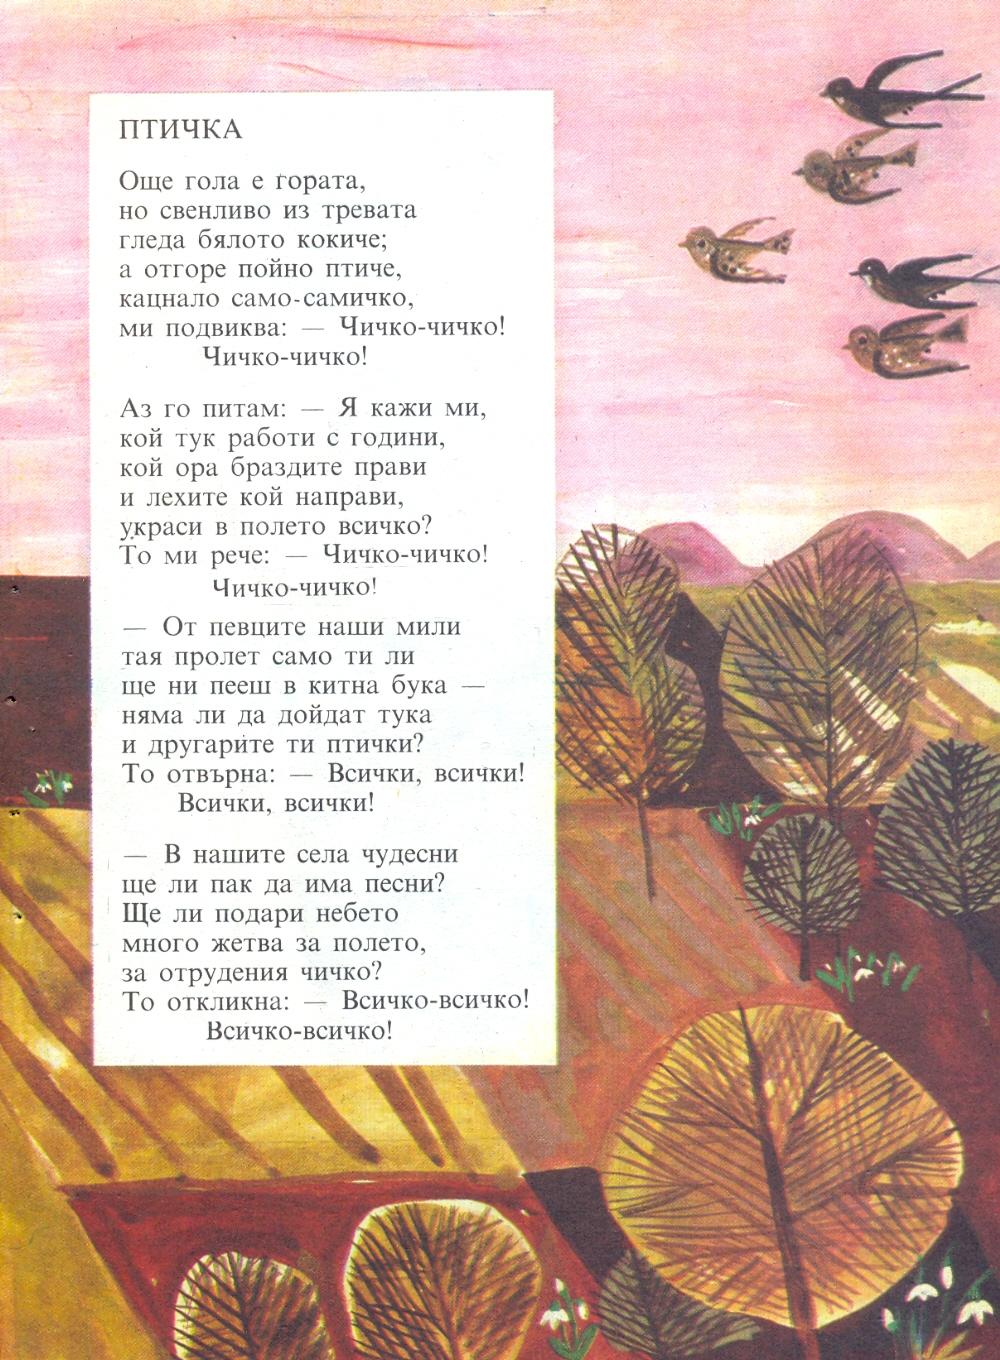 ПТИЧКА
Още гола е гората,
но свенливо из тревата
гледа бялото кокиче;
а отгоре пойно птиче,
кацнало само-самичко,
ми подвиква: — Чичко-чичко!
Чичко-чичко!
Аз го питам: — Я кажи ми,
кой тук работи с години,
кой ора браздите прави
и лехите кой направи,
украси в полето всичко?
То ми рече: — Чичко-чичко!
Чичко-чичко!
— От певците наши мили
тая пролет само ти ли
ще ни пееш в китна бука —
няма ли да дойдат тука
и другарите ти птички?
То отвърна: — Всички, всички!
Всички, всички!
— В нашите села чудесни
ще ли пак да има песни?
Ще ли подари небето
много жетва за полето,
за отрудения чичко?
То откликна: — Всичко-всичко!
Всичко-всичко!